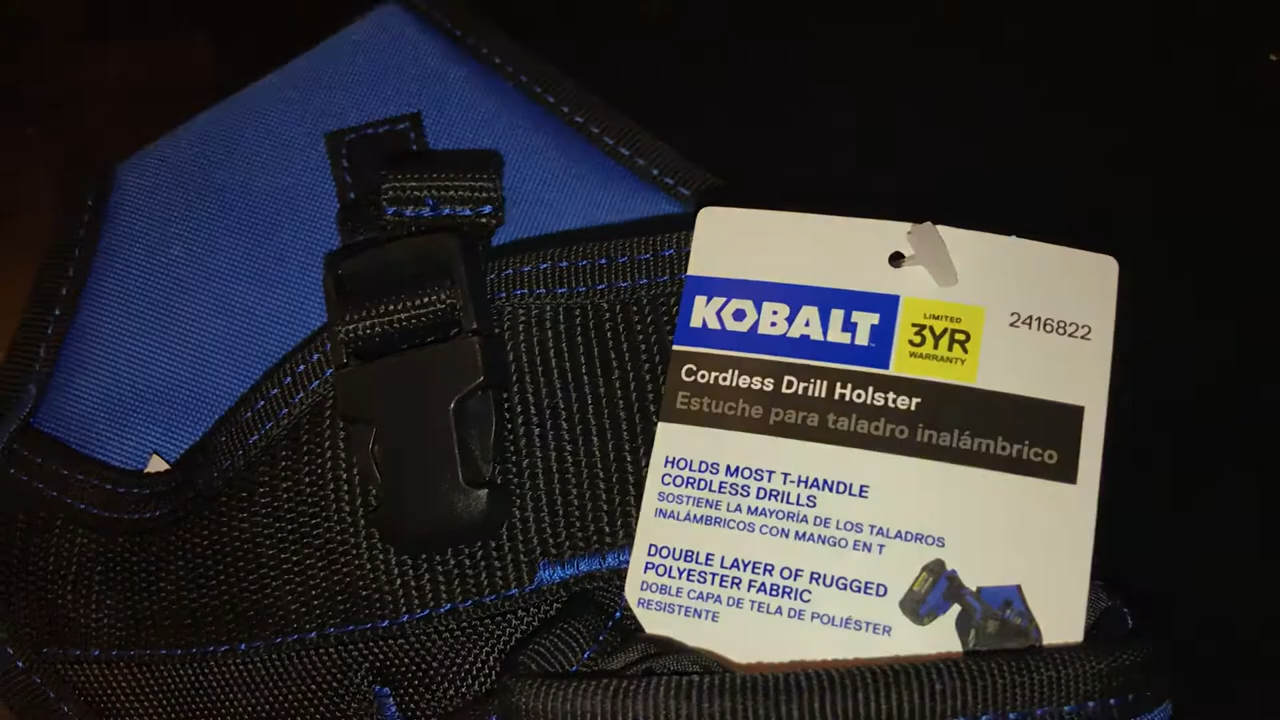 KOBALT
LIMITED
3YR
WARRANTY
2416822
Cordless Drill Holster
Estuche para taladro inalámbrico
HOLDS MOST T-HANDLE
CORDLESS DRILLS
SOSTIENE LA MAYORÍA DE LOS TALADROS
INALÁMBRICOS CON MANGO EN T
DOUBLE LAYER OF RUGGED
POLYESTER FABRIC
DOBLE CAPA DE TELA DE POLIÉSTER
RESISTENTE